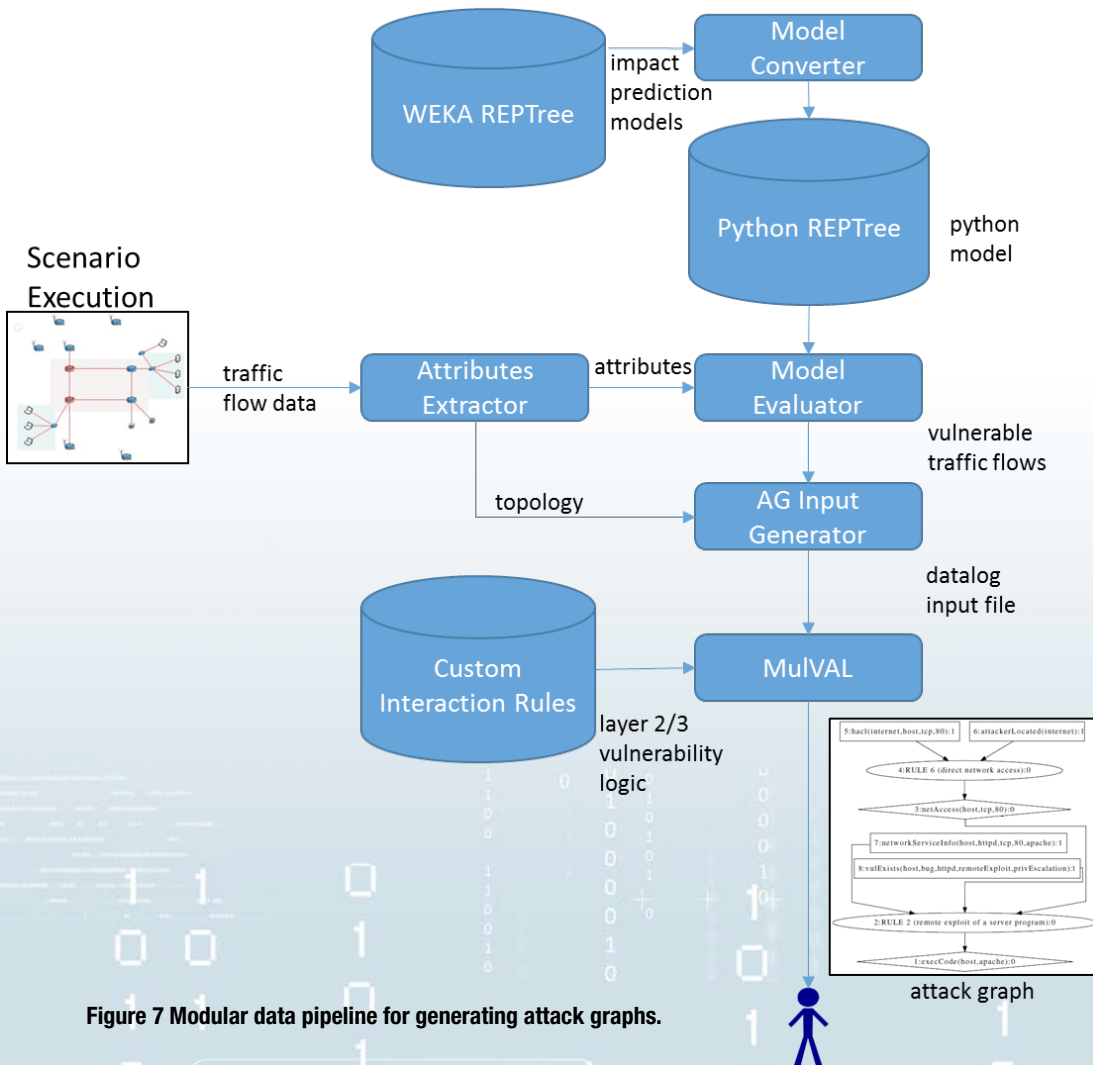 WEKA REPTree
impact
prediction
models
Model
Converter
Python REPTree
python
model
Scenario
Execution
traffic
flow data
Attributes
Extractor
attributes
Model
Evaluator
vulnerable
traffic flows
topology
AG Input
Generator
datalog
input file
Custom
Interaction Rules
layer 2/3
vulnerability
logic
MulVAL
5:hacl(internet,host,tcp,80):1
6:attackerLocated(internet):1
4:RULE 6 (direct network access):0
3:netAccess(host,tcp,80):0
7:networkServiceInfo(host,httpd,tcp,80,apache):1
8:vulExists(host,bug,httpd,remoteExploit,privEscalation):1
2:RULE 2 (remote exploit of a server program):0
1:execCode(host,apache):0
attack graph
Figure 7 Modular data pipeline for generating attack graphs.